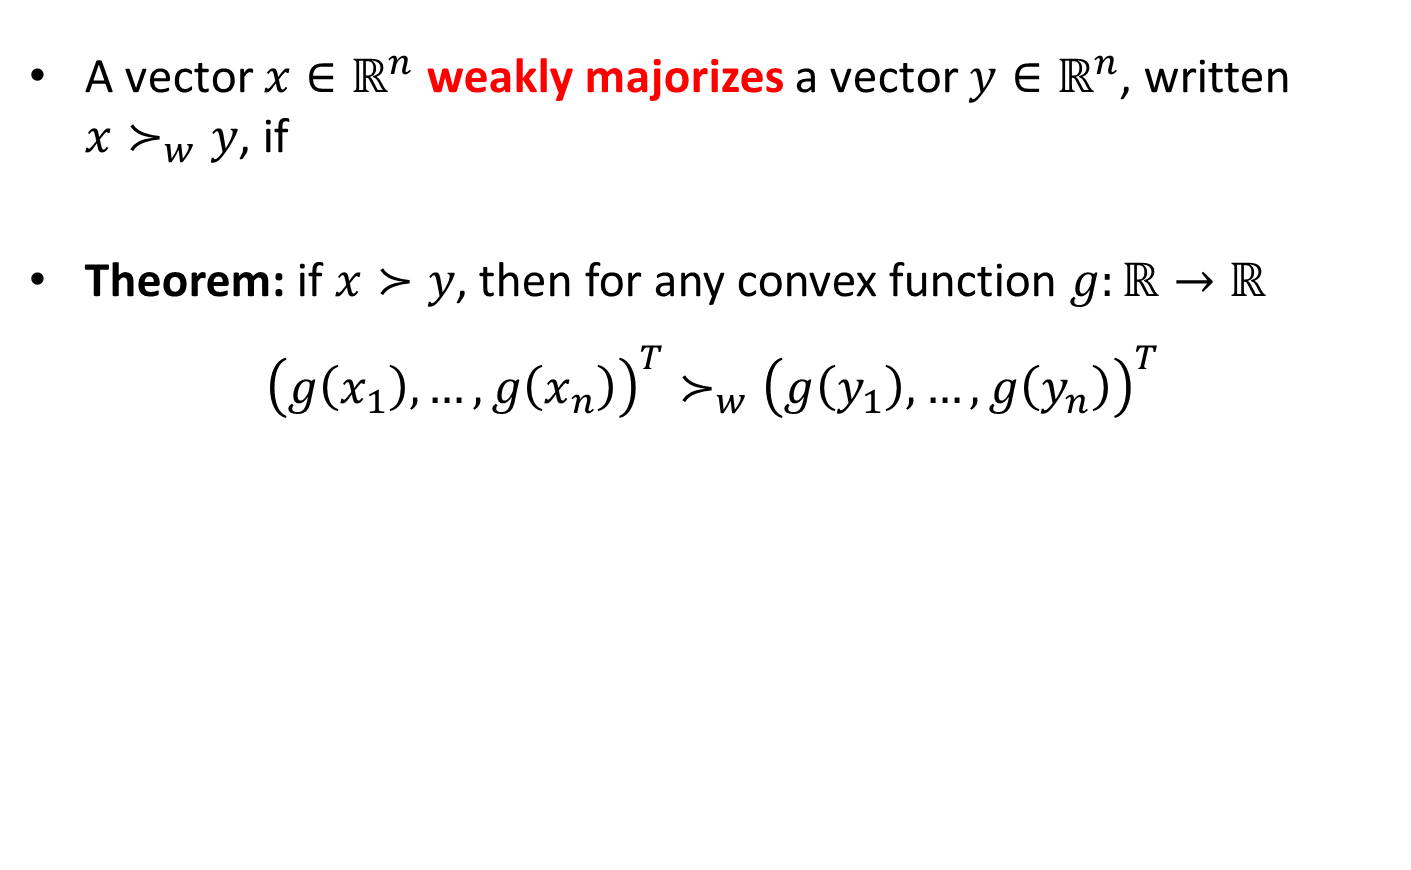 • A vector 𝑥 ∈ ℝⁿ weakly majorizes a vector 𝑦 ∈ ℝⁿ, written
𝑥 ≻_w 𝑦, if
• Theorem: if 𝑥 ≻ 𝑦, then for any convex function 𝑔: ℝ → ℝ
(𝑔(𝑥₁), … , 𝑔(𝑥ₙ))ᵀ ≻_w (𝑔(𝑦₁), … , 𝑔(𝑦ₙ))ᵀ